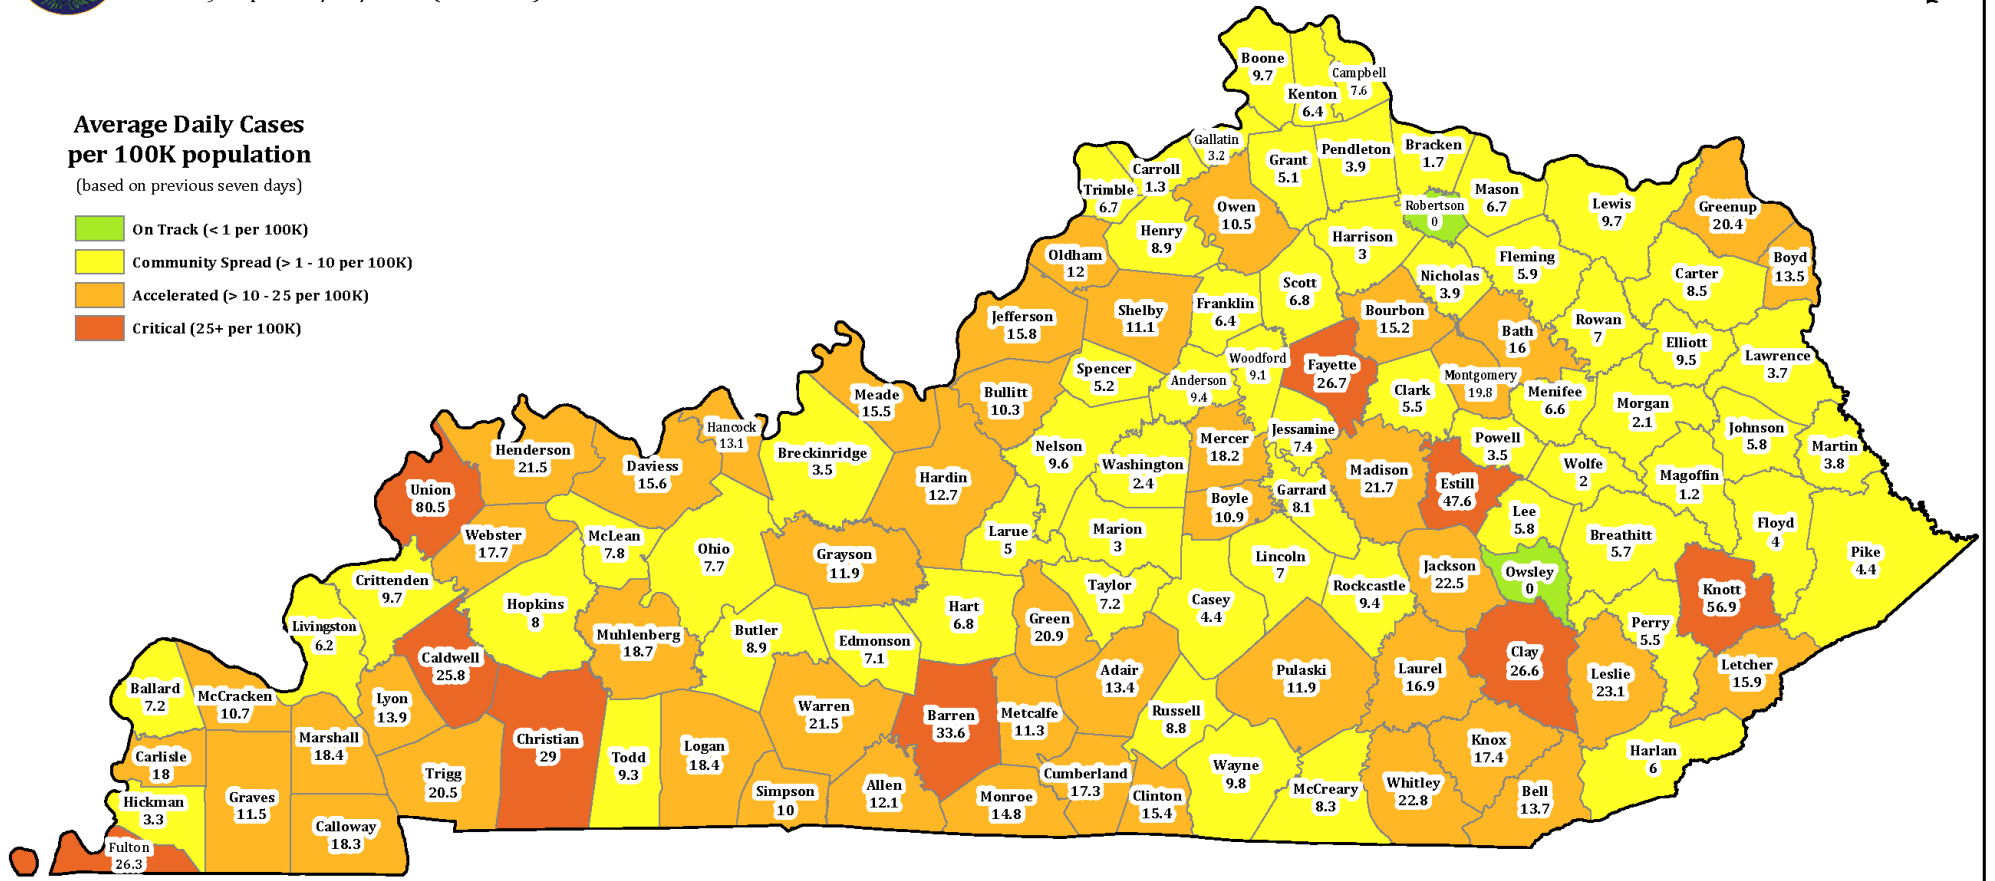 Average Daily Cases
per 100K population
(based on previous seven days)
On Track (< 1 per 100K)
Community Spread (> 1 - 10 per 100K)
Accelerated (> 10 - 25 per 100K)
Critical (25+ per 100K)
Boone
9.7
Kenton
6.4
Campbell
7.6
Gallatin
3.2
Grant
5.1
Pendleton
3.9
Bracken
1.7
Carroll
1.3
Trimble
6.7
Owen
10.5
Robertson
0
Mason
6.7
Lewis
9.7
Greenup
20.4
Henry
8.9
Harrison
3
Oldham
12
Fleming
5.9
Boyd
13.5
Nicholas
3.9
Carter
8.5
Scott
6.8
Franklin
6.4
Shelby
11.1
Jefferson
15.8
Bourbon
15.2
Bath
16
Rowan
7
Elliott
9.5
Lawrence
3.7
Woodford
9.1
Fayette
26.7
Spencer
5.2
Anderson
9.4
Montgomery
19.8
Clark
5.5
Menifee
6.6
Morgan
2.1
Meade
15.5
Bullitt
10.3
Hancock
13.1
Jessamine
7.4
Johnson
5.8
Martin
3.8
Henderson
21.5
Daviess
15.6
Breckinridge
3.5
Nelson
9.6
Mercer
18.2
Powell
3.5
Washington
2.4
Madison
21.7
Wolfe
2
Magoffin
1.2
Union
80.5
Hardin
12.7
Boyle
10.9
Garrard
8.1
Estill
47.6
Lee
5.8
Floyd
4
Webster
17.7
McLean
7.8
Ohio
7.7
Larue
5
Marion
3
Breathitt
5.7
Pike
4.4
Grayson
11.9
Lincoln
7
Jackson
22.5
Owsley
0
Crittenden
9.7
Rockcastle
9.4
Taylor
7.2
Knott
56.9
Hopkins
8
Hart
6.8
Casey
4.4
Green
20.9
Livingston
6.2
Muhlenberg
18.7
Butler
8.9
Edmonson
7.1
Perry
5.5
Caldwell
25.8
Clay
26.6
Adair
13.4
Pulaski
11.9
Laurel
16.9
Leslie
23.1
Letcher
15.9
Ballard
7.2
McCracken
10.7
Lyon
13.9
Warren
21.5
Barren
33.6
Metcalfe
11.3
Russell
8.8
Marshall
18.4
Christian
29
Logan
18.4
Knox
17.4
Harlan
6
Carlisle
18
Todd
9.3
Wayne
9.8
Trigg
20.5
Cumberland
17.3
Allen
12.1
Simpson
10
McCreary
8.3
Whitley
22.8
Bell
13.7
Hickman
3.3
Graves
11.5
Monroe
14.8
Clinton
15.4
Calloway
18.3
Fulton
26.3